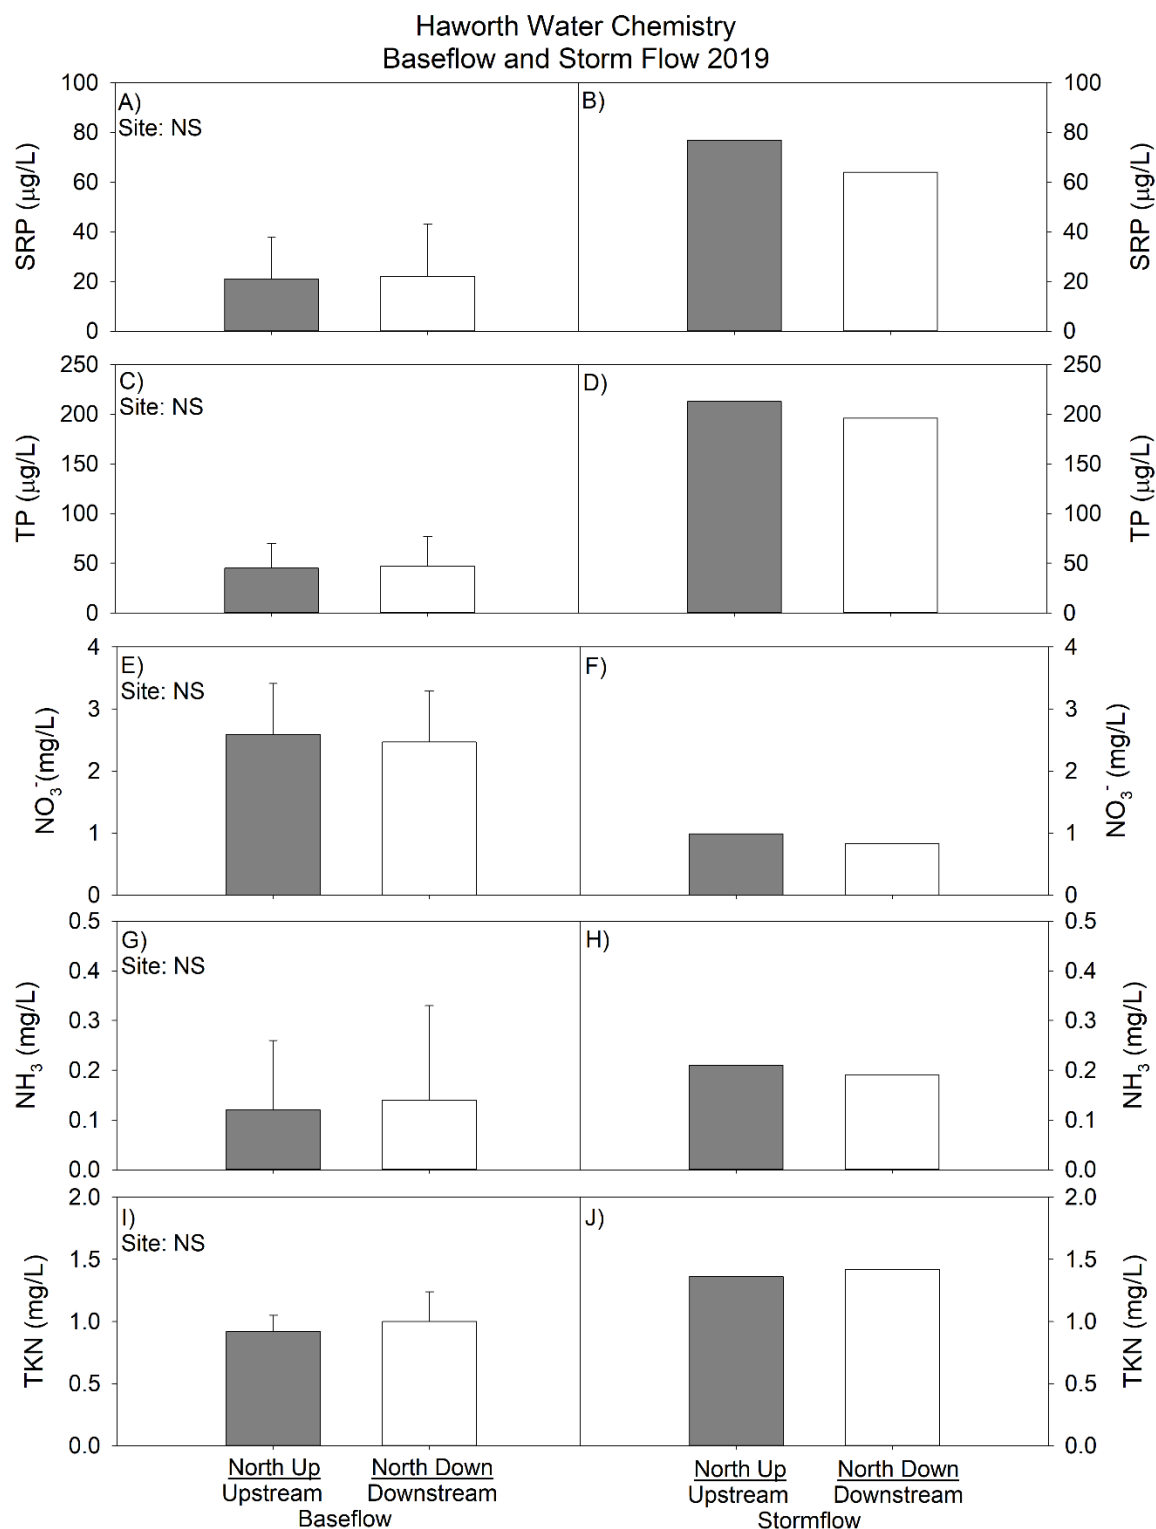 Haworth Water Chemistry
Baseflow and Storm Flow 2019
A)
Site: NS
B)
SRP (µg/L)
100
80
60
40
20
0
100
80
60
40
20
0
SRP (µg/L)
C)
Site: NS
D)
TP (µg/L)
250
200
150
100
50
0
250
200
150
100
50
0
TP (µg/L)
E)
Site: NS
F)
NO₃⁻(mg/L)
4
3
2
1
0
4
3
2
1
0
NO₃⁻ (mg/L)
G)
Site: NS
H)
NH₃ (mg/L)
0.5
0.4
0.3
0.2
0.1
0.0
0.5
0.4
0.3
0.2
0.1
0.0
NH₃ (mg/L)
I)
Site: NS
J)
TKN (mg/L)
2.0
1.5
1.0
0.5
0.0
2.0
1.5
1.0
0.5
0.0
TKN (mg/L)
North Up
Upstream
North Down
Downstream
Baseflow
North Up
Upstream
North Down
Downstream
Stormflow